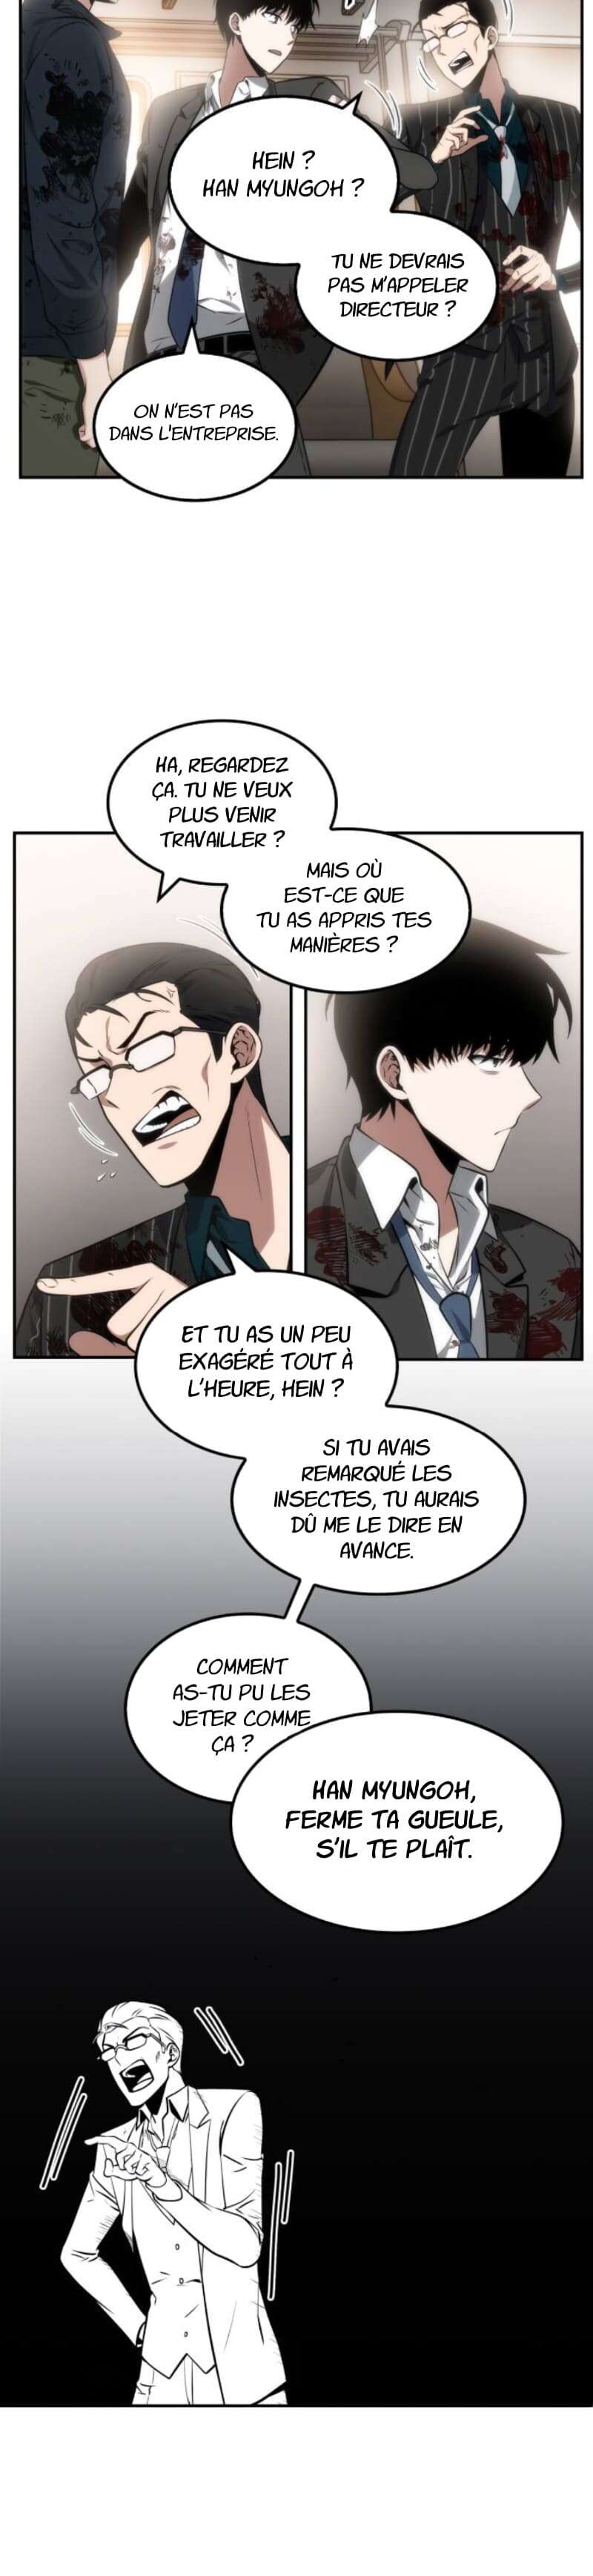 HEIN ?
HAN MYUNGOH ?
TU NE DEVRAIS
PAS M'APPELER
DIRECTEUR ?
ON N'EST PAS
DANS L'ENTREPRISE.
HA, REGARDEZ
ÇA. TU NE VEUX
PLUS VENIR
TRAVAILLER ?
MAIS OÙ
EST-CE QUE
TU AS APPRIS TES
MANIÈRES ?
ET TU AS UN PEU
EXAGÉRÉ TOUT À
L'HEURE, HEIN ?
SI TU AVAIS
REMARQUÉ LES
INSECTES, TU AURAIS
DÛ ME LE DIRE EN
AVANCE.
COMMENT
AS-TU PU LES
JETER COMME
ÇA ?
HAN MYUNGOH,
FERME TA GUEULE,
S'IL TE PLAÎT.